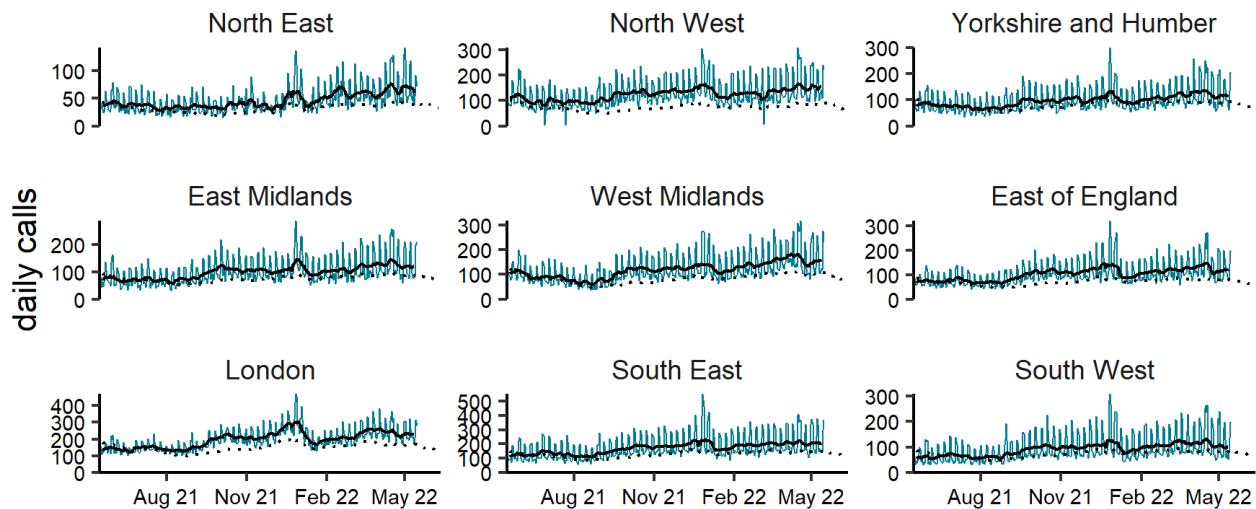 North East
North West
Yorkshire and Humber
100
50
0
300
200
100
0
300
200
100
0
daily calls
East Midlands
West Midlands
East of England
200
100
0
300
200
100
0
300
200
100
0
London
South East
South West
400
300
200
100
0
500
400
300
200
100
0
300
200
100
0
Aug 21 Nov 21 Feb 22 May 22
Aug 21 Nov 21 Feb 22 May 22
Aug 21 Nov 21 Feb 22 May 22